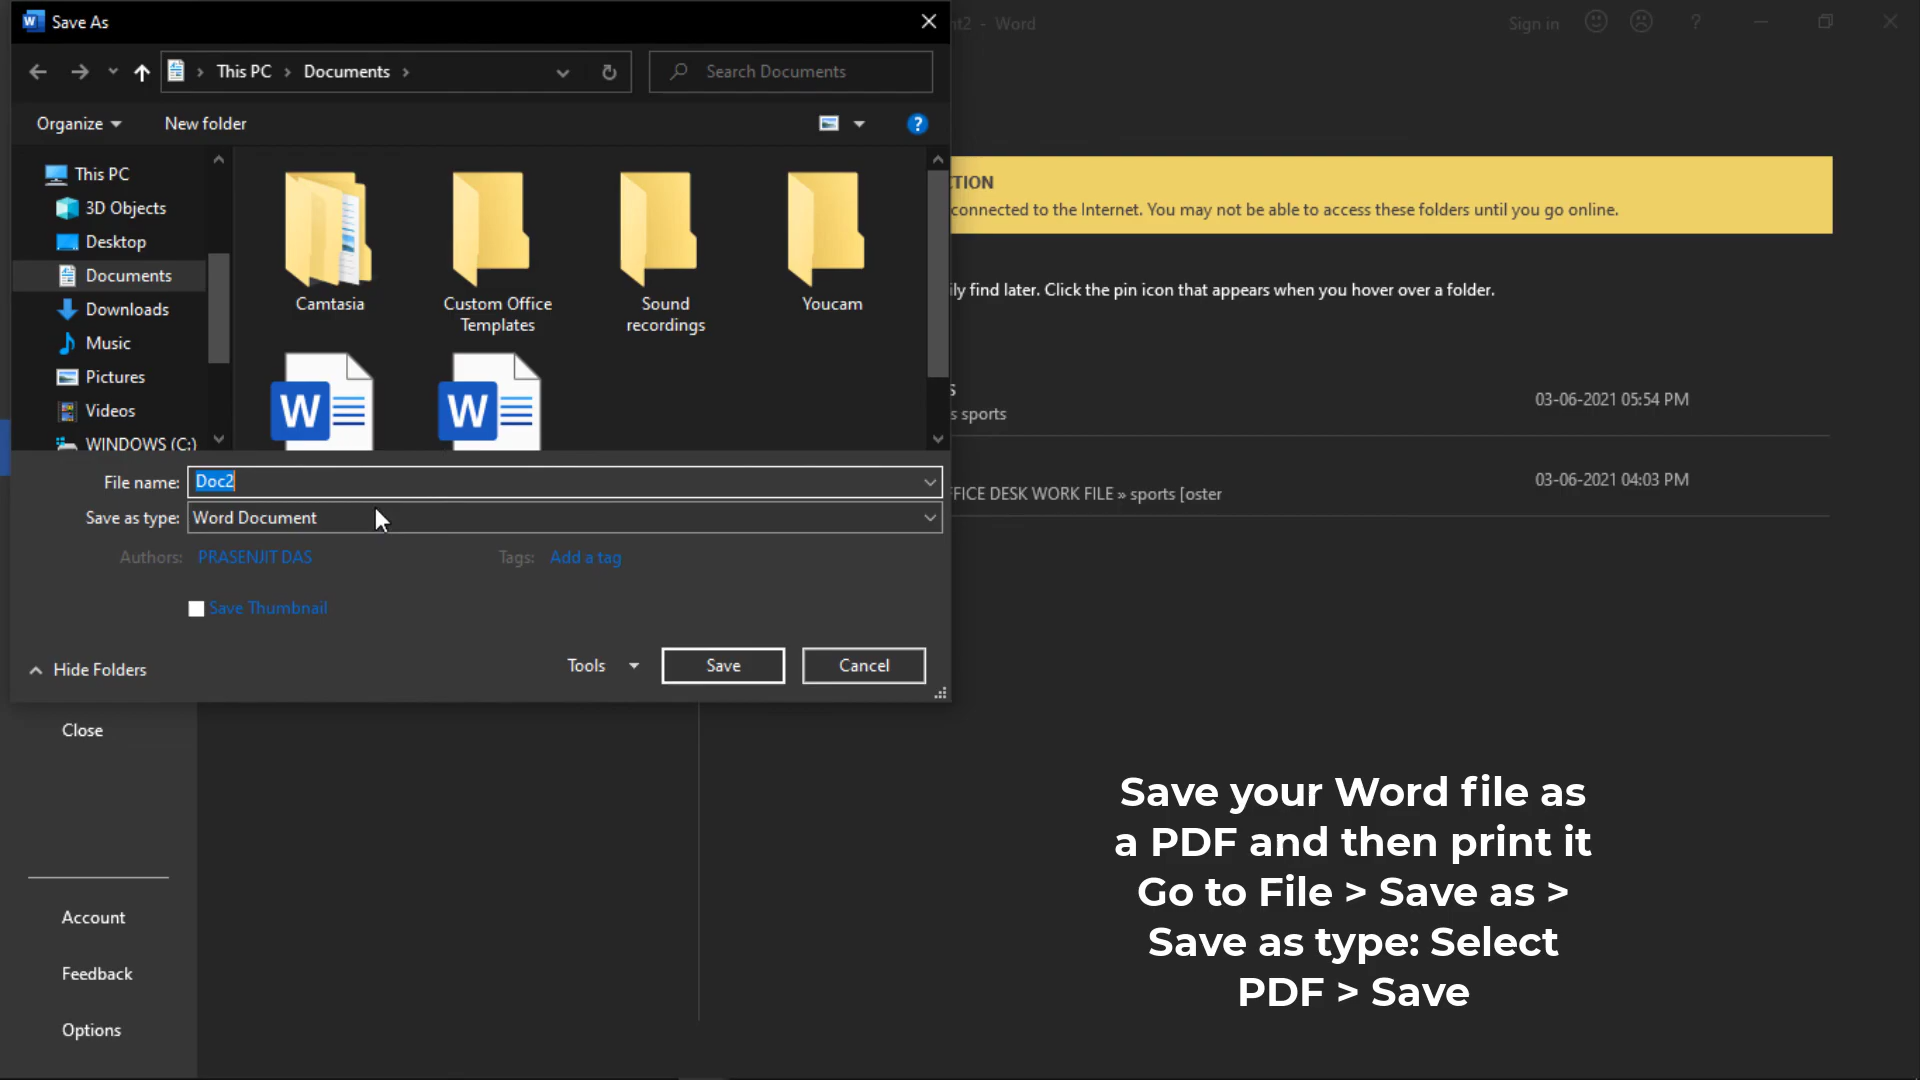 Save As
nt2 - Word
Sign in
?
This PC
Documents
Search Documents
Organize
New folder
?
This PC
3D Objects
Desktop
Documents
Downloads
Music
Pictures
Videos
WINDOWS (C:)
Camtasia
Custom Office
Templates
Sound
recordings
Youcam
W
W
CTION
connected to the Internet. You may not be able to access these folders until you go online.
ily find later. Click the pin icon that appears when you hover over a folder.
s
s sports
03-06-2021 05:54 PM
FFICE DESK WORK FILE » sports [oster
03-06-2021 04:03 PM
File name: Doc2
Save as type: Word Document
Authors: PRASENJIT DAS
Tags: Add a tag
Save Thumbnail
Hide Folders
Tools
Save
Cancel
Close
Account
Feedback
Options
Save your Word file as
a PDF and then print it
Go to File > Save as >
Save as type: Select
PDF > Save